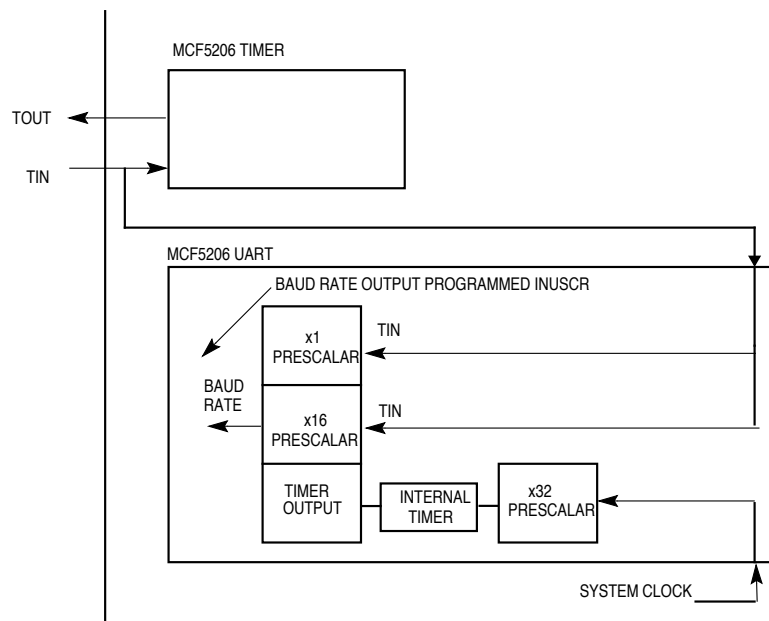 MCF5206 TIMER
TOUT
TIN
MCF5206 UART
BAUD RATE OUTPUT PROGRAMMED INUSCR
x1
PRESCALAR
TIN
BAUD
RATE
x16
PRESCALAR
TIN
TIMER
OUTPUT
INTERNAL
TIMER
x32
PRESCALAR
SYSTEM CLOCK